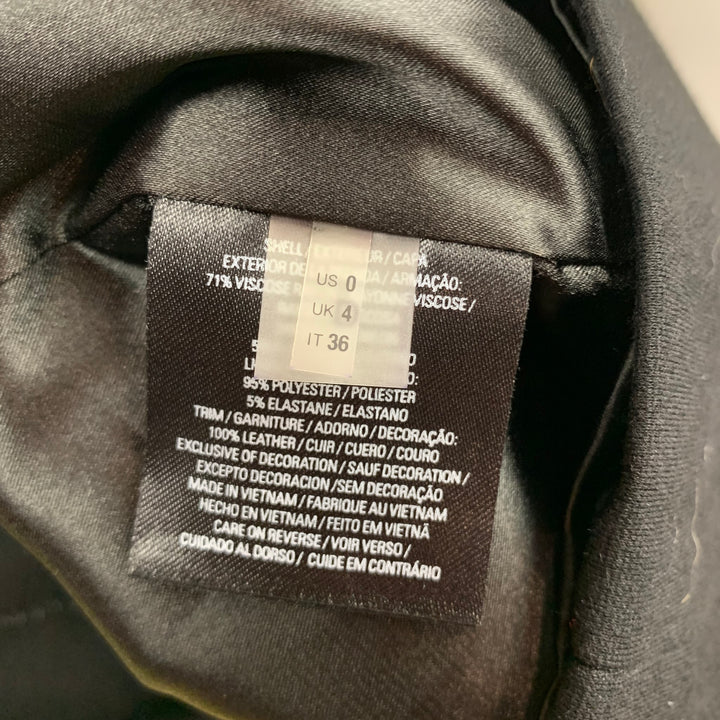 SHELL / CAPA
EXTERIOR DE / ARMAÇÃO:
71% VISCOSE VISCOSE /
US 0
UK 4
IT 36
95% POLYESTER / POLIESTER
5% ELASTANE / ELASTANO
TRIM / GARNITURE / ADORNO / DECORAÇÃO:
100% LEATHER / CUIR / CUERO / COURO
EXCLUSIVE OF DECORATION / SAUF DECORATION /
EXCEPTO DECORACION / SEM DECORAÇÃO
MADE IN VIETNAM / FABRIQUE AU VIETNAM
HECHO EN VIETNAM / FEITO EM VIETNÃ
CARE ON REVERSE / VOIR VERSO /
CUIDADO AL DORSO / CUIDE EM CONTRÁRIO